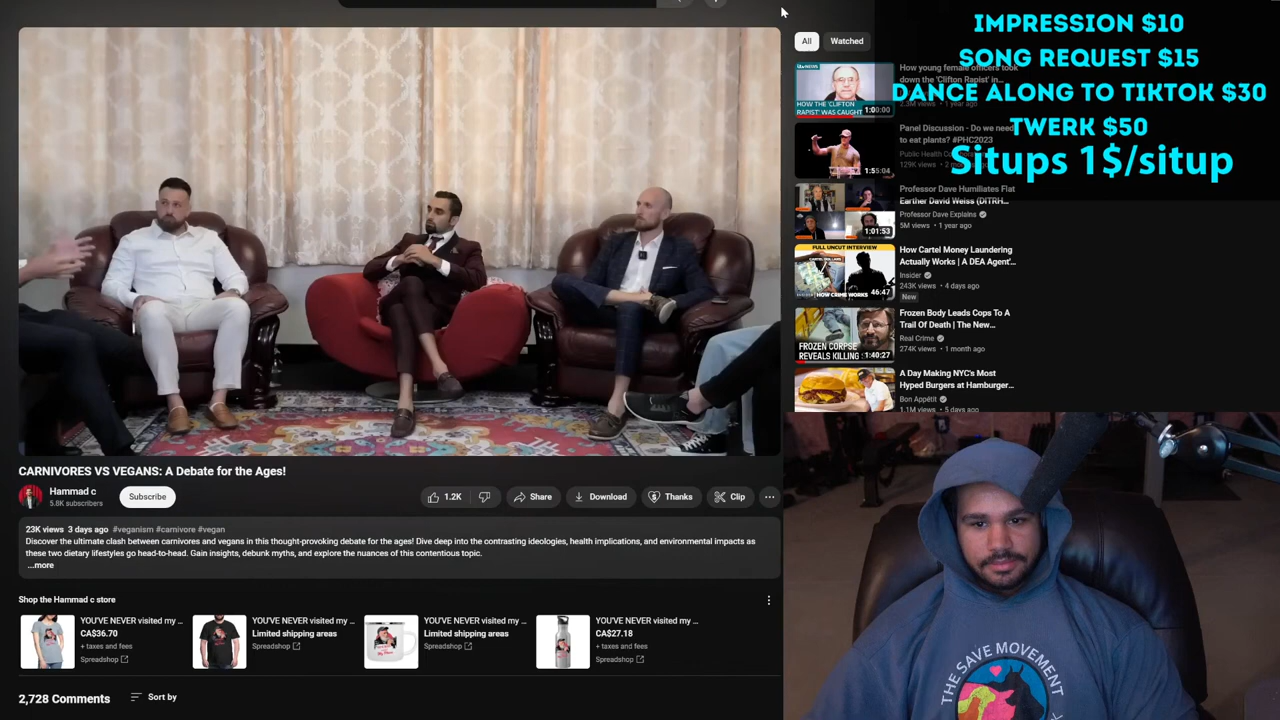 All
Watched
IMPRESSION $10
SONG REQUEST $15
DANCE ALONG TO TIKTOK $30
TWERK $50
Situps 1$/situp
HOW THE 'CLIFTON
RAPIST' WAS CAUGHT
1:00:00
How young female officers took
down the 'Clifton Rapist' in...
2.3M views • 1 year ago
1:55:04
Panel Discussion - Do we need
to eat plants? #PHC2023
Public Health
129K views • 2
1:01:53
Professor Dave Humiliates Flat
Earther David Weiss (DITRH...
Professor Dave Explains
5M views • 1 year ago
FULL UNCUT INTERVIEW
HOW CRIME WORKS
46:47
How Cartel Money Laundering
Actually Works | A DEA Agent'...
Insider
243K views • 4 days ago
New
FROZEN CORPSE
REVEALS KILLING
1:40:27
Frozen Body Leads Cops To A
Trail Of Death | The New...
Real Crime
274K views • 1 month ago
A Day Making NYC's Most
Hyped Burgers at Hamburger...
Bon Appétit
1.1M views • 5 days ago
CARNIVORES VS VEGANS: A Debate for the Ages!
Hammad c
5.8K subscribers
Subscribe
1.2K
Share
Download
Thanks
Clip
23K views 3 days ago #veganism #carnivore #vegan
Discover the ultimate clash between carnivores and vegans in this thought-provoking debate for the ages! Dive deep into the contrasting ideologies, health implications, and environmental impacts as
these two dietary lifestyles go head-to-head. Gain insights, debunk myths, and explore the nuances of this contentious topic.
...more
Shop the Hammad c store
YOU'VE NEVER visited my ...
CA$36.70
+ taxes and fees
Spreadshop
YOU'VE NEVER visited my ...
Limited shipping areas
Spreadshop
YOU'VE NEVER visited my ...
Limited shipping areas
Spreadshop
YOU'VE NEVER visited my ...
CA$27.18
+ taxes and fees
Spreadshop
2,728 Comments
Sort by
THE SAVE MOVEMENT